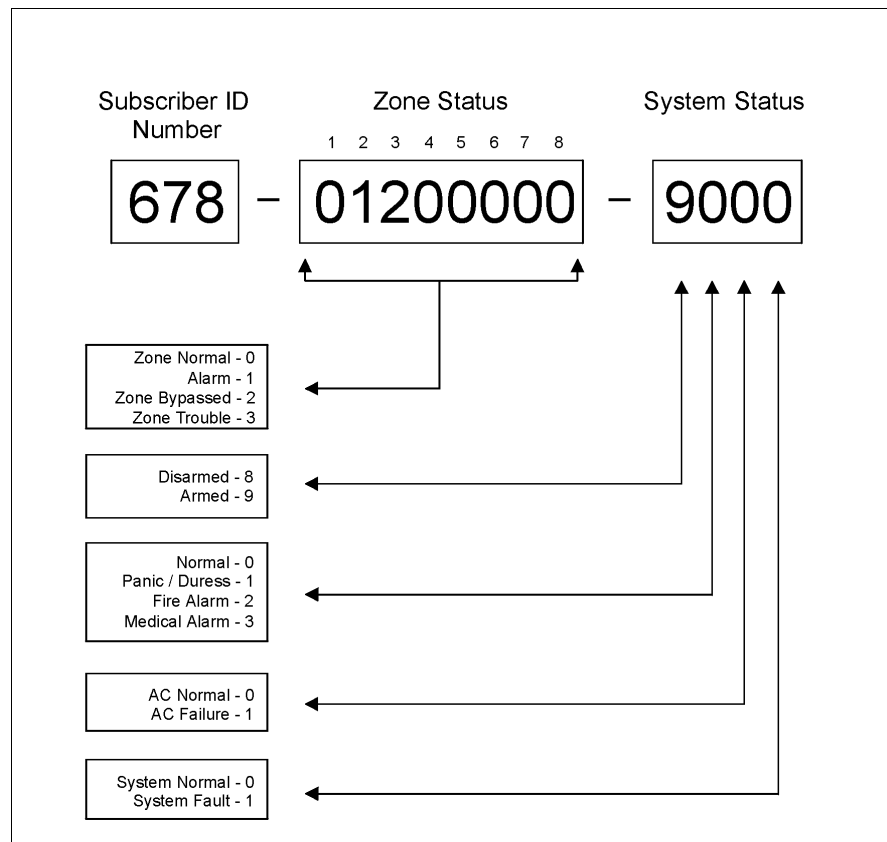 Subscriber ID
Number
Zone Status
System Status
1 2 3 4 5 6 7 8
678 - 01200000 - 9000
Zone Normal - 0
Alarm - 1
Zone Bypassed - 2
Zone Trouble - 3
Disarmed - 8
Armed - 9
Normal - 0
Panic / Duress - 1
Fire Alarm - 2
Medical Alarm - 3
AC Normal - 0
AC Failure - 1
System Normal - 0
System Fault - 1